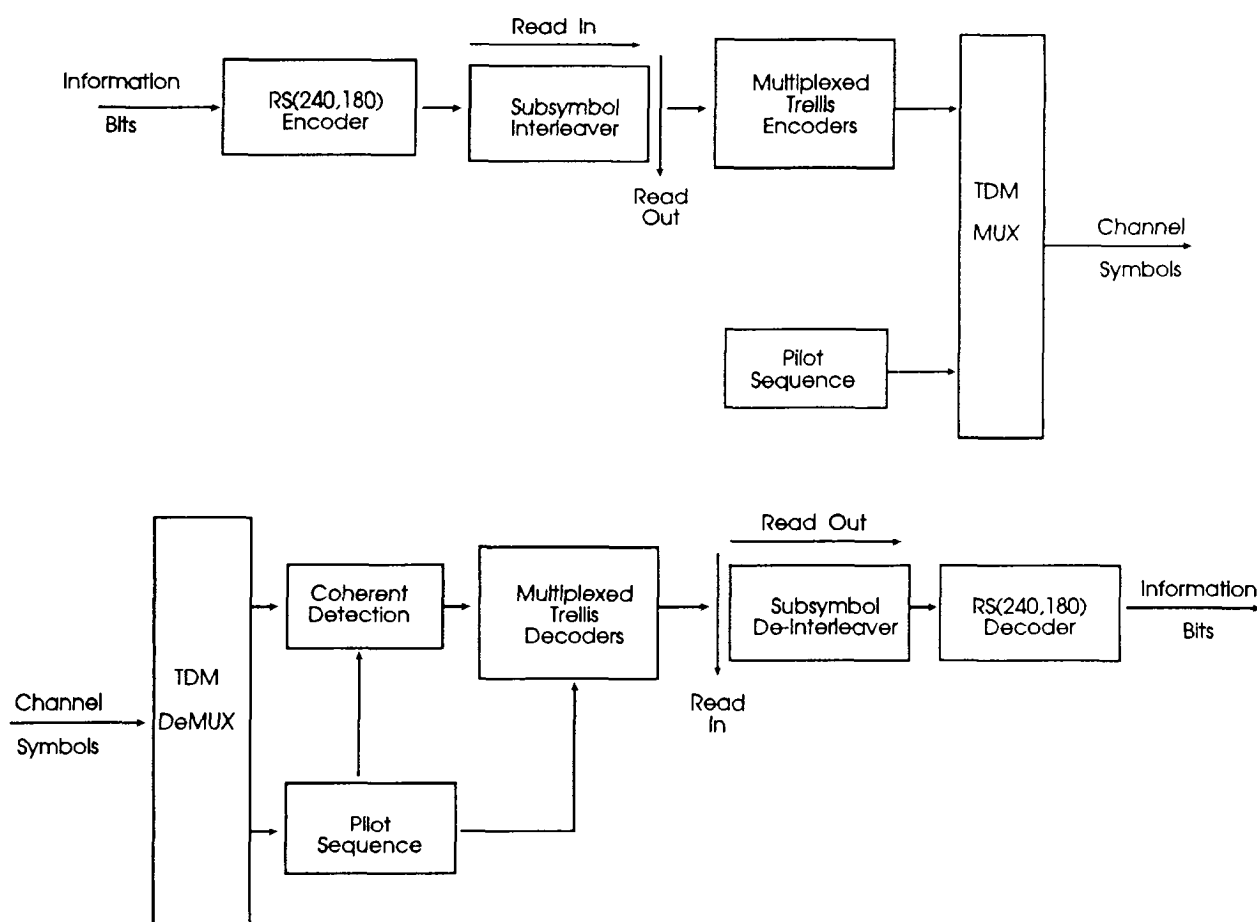 Read In
Information
Bits
RS(240,180)
Encoder
Subsymbol
Interleaver
Read
Out
Multiplexed
Trellis
Encoders
TDM
MUX
Channel
Symbols
Pilot
Sequence
Read Out
Channel
Symbols
TDM
DeMUX
Coherent
Detection
Pilot
Sequence
Multiplexed
Trellis
Decoders
Read
In
Subsymbol
De-interleaver
RS(240,180)
Decoder
Information
Bits